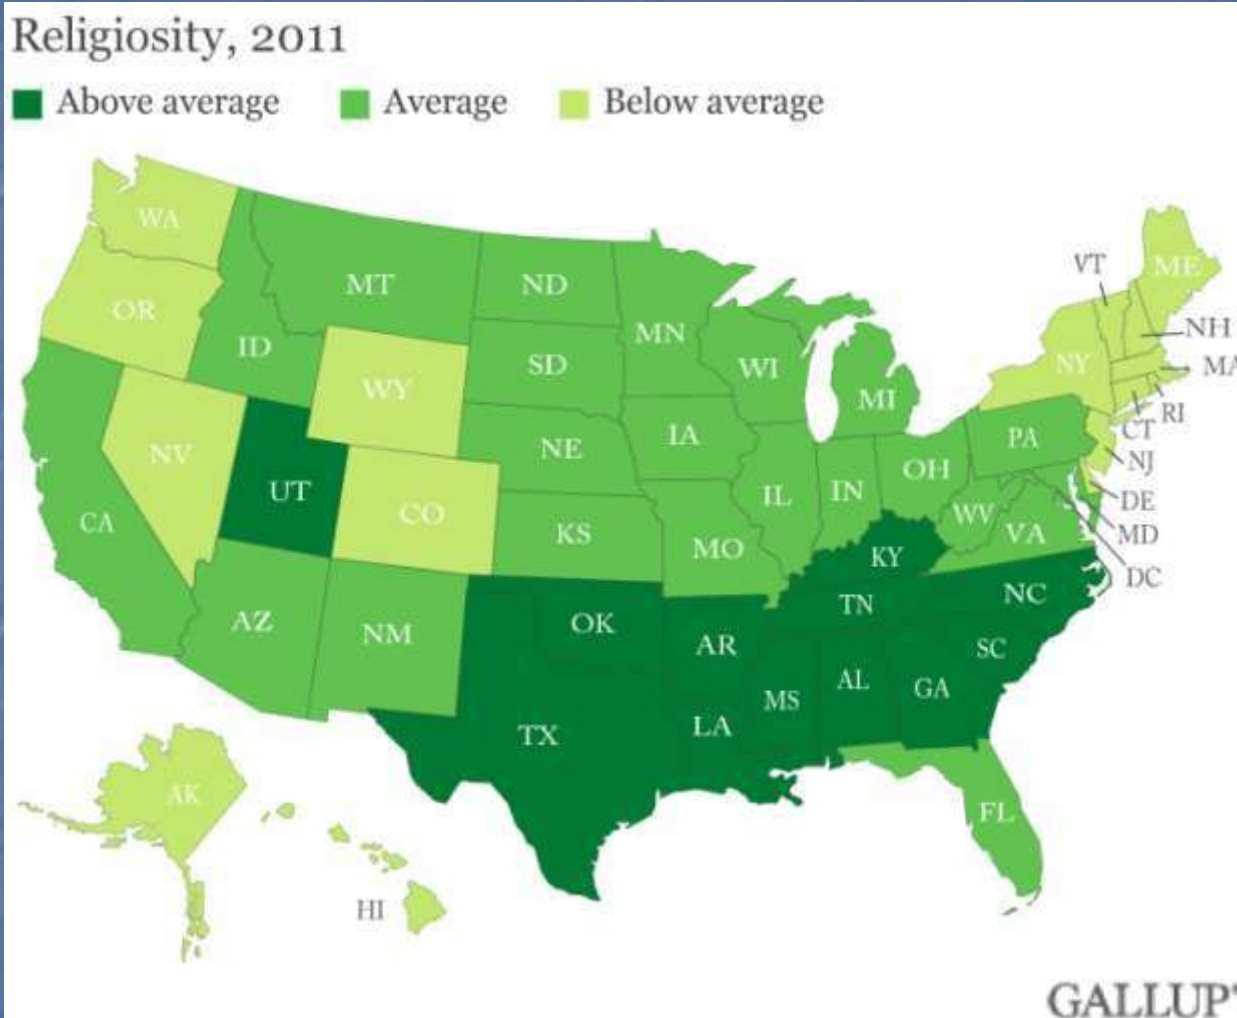 Religiosity, 2011
Above average Average Below average
WA
MT
ND
MN
VT
ME
OR
ID
SD
WI
NY
NH
MA
WY
MI
RI
NV
UT
CO
NE
IA
PA
CT
NJ
CA
KS
MO
IL
IN
OH
WV
VA
DE
MD
DC
AZ
NM
OK
AR
KY
TN
NC
SC
TX
LA
MS
AL
GA
FL
AK
HI
GALLUP